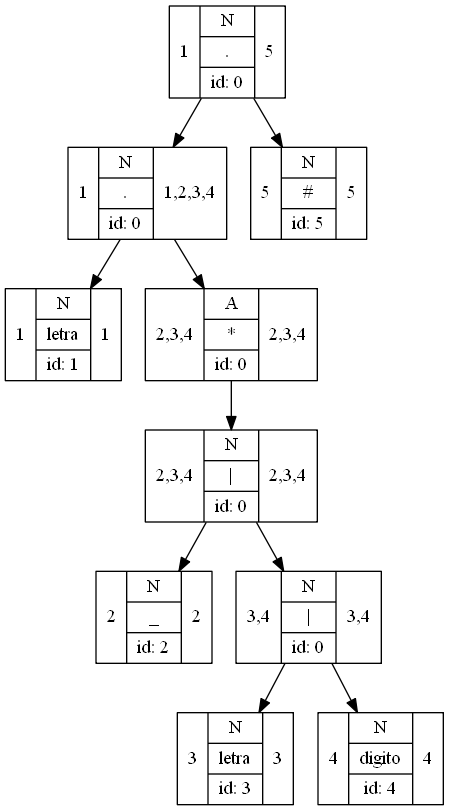 N
1 . 5
id: 0
N
1 . 1,2,3,4
id: 0
N
5 # 5
id: 5
N
1 letra 1
id: 1
A
2,3,4 * 2,3,4
id: 0
N
2,3,4 | 2,3,4
id: 0
N
2 _ 2
id: 2
N
3,4 | 3,4
id: 0
N
3 letra 3
id: 3
N
4 digito 4
id: 4